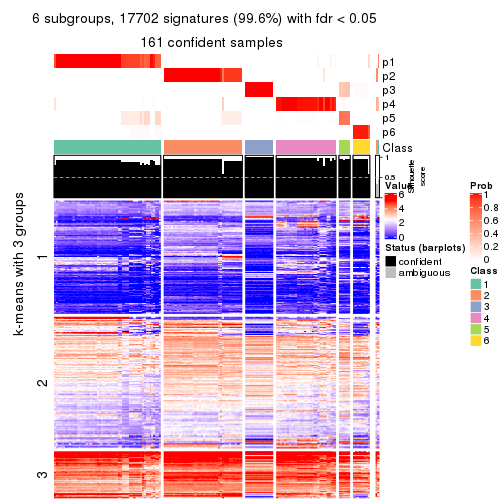 6 subgroups, 17702 signatures (99.6%) with fdr < 0.05
161 confident samples
p1
p2
p3
p4
p5
p6
Class
1
0.5
0
Silhouette
score
k-means with 3 groups
1
2
3
Value
6
4
2
0
Status (barplots)
confident
ambiguous
Prob
1
0.8
0.6
0.4
0.2
0
Class
1
2
3
4
5
6